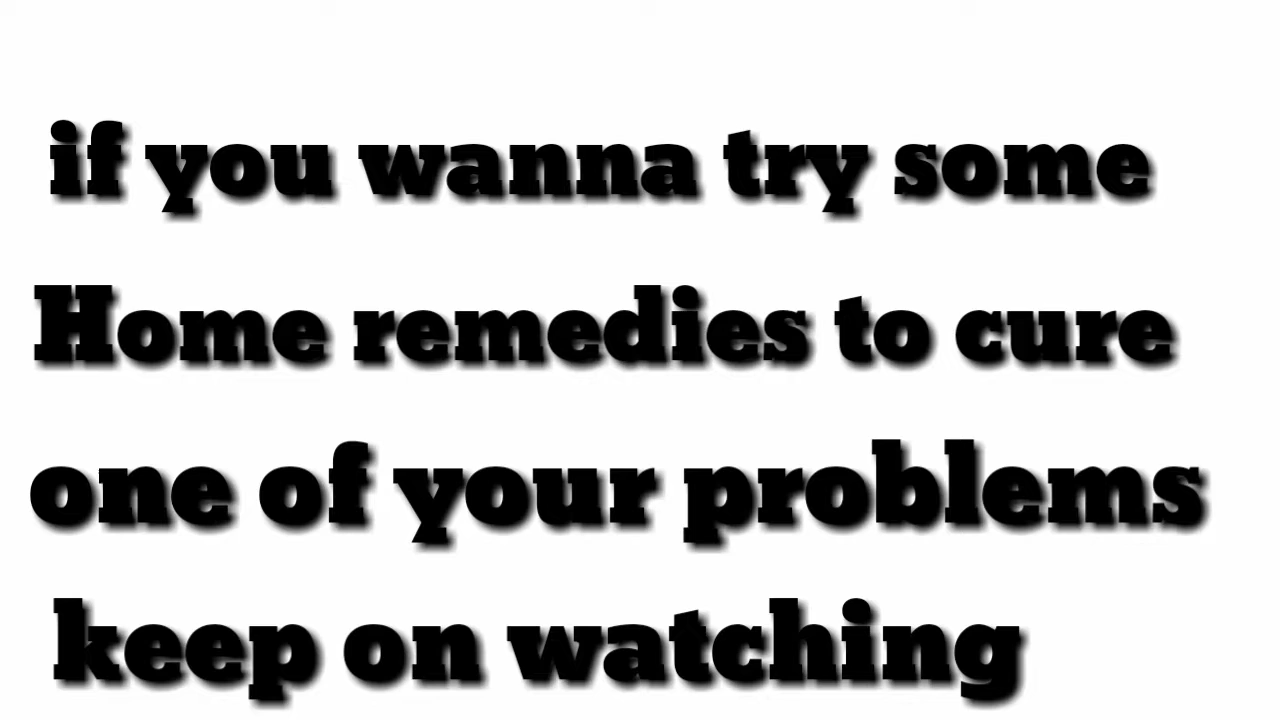 if you wanna try some
Home remedies to cure
one of your problems
keep on watching